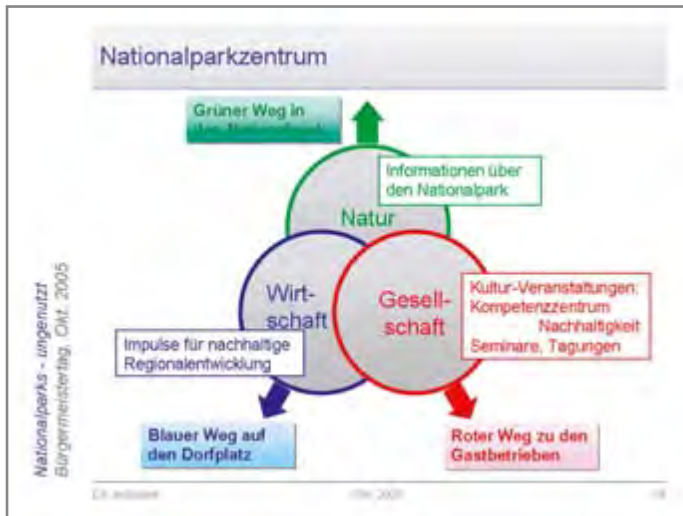 Nationalparkzentrum
Grüner Weg in
Informationen über
den Nationalpark
Natur
Wirt-
schaft
Gesell-
schaft
Kultur-Veranstaltungen:
Kompetenzzentrum
Nachhaltigkeit
Seminare, Tagungen
Impulse für nachhaltige
Regionalentwicklung
Blauer Weg auf
den Dorfplatz
Roter Weg zu den
Gastbetrieben
Nationalparks - ungenutzt
Bürgermeistertag, Okt. 2005